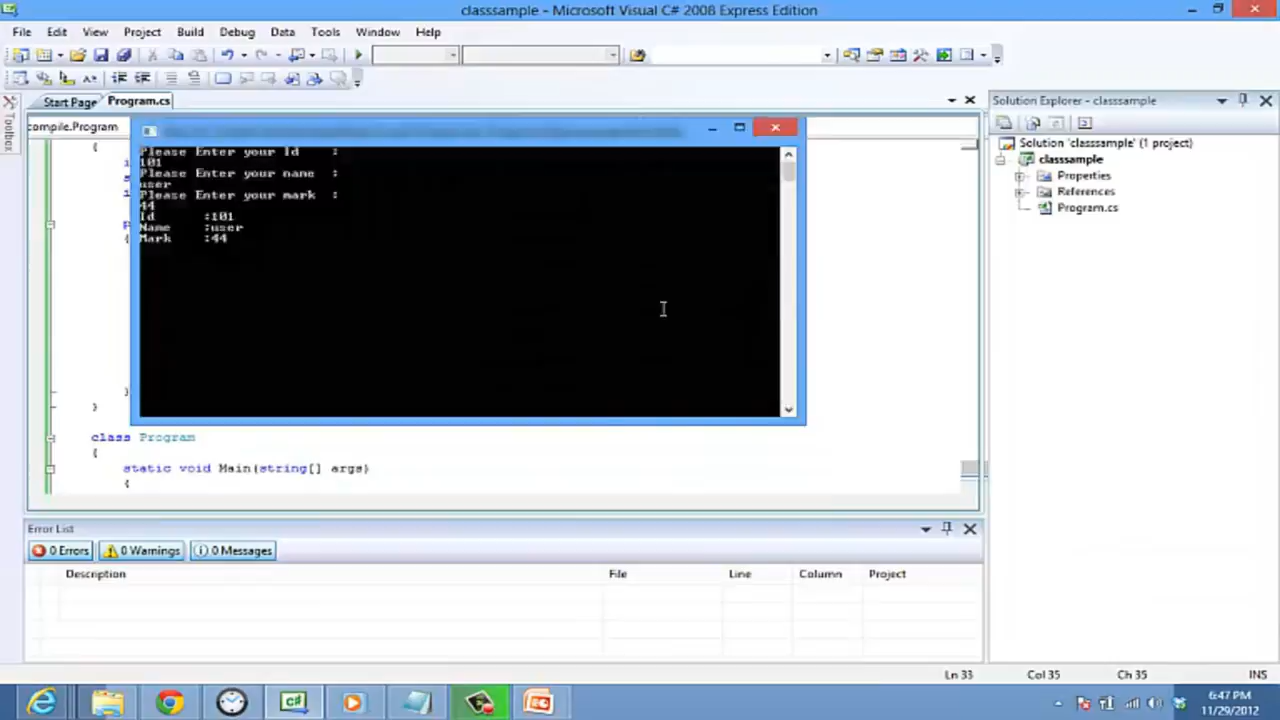 classsample - Microsoft Visual C# 2008 Express Edition
File Edit View Project Build Debug Data Tools Window Help
Start Page Program.cs
Solution Explorer - classsample
Toolbox
compile.Program
Solution 'classsample' (1 project)
classsample
Properties
References
Program.cs
{
Please Enter your Id :
101
Please Enter your name :
user
Please Enter your mark :
44
Id :101
Name :user
Mark :44
{
}
}
class Program
{
static void Main(string[] args)
{
Error List
0 Errors 0 Warnings 0 Messages
Description File Line Column Project
Ln 33 Col 35 Ch 35 INS
6:47 PM
11/29/2012